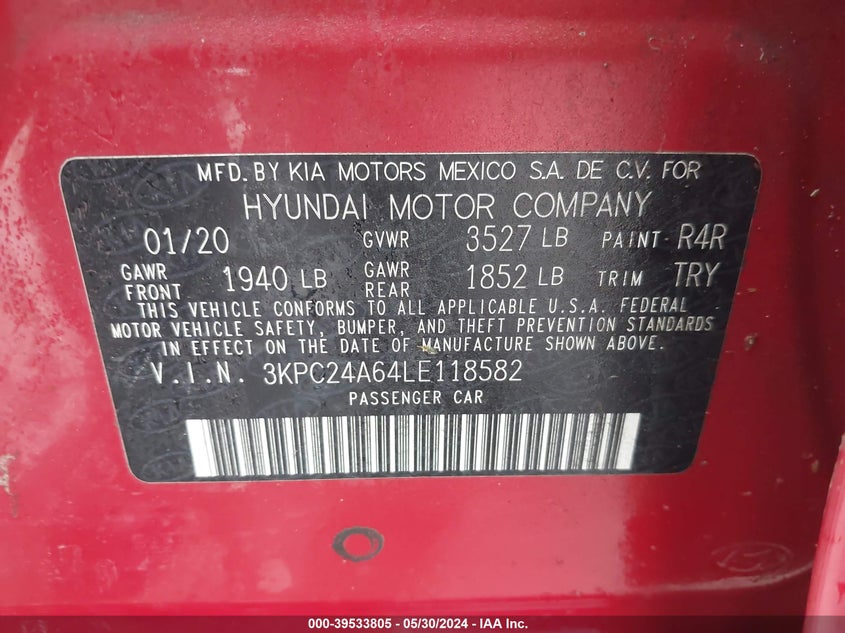 MFD. BY KIA MOTORS MEXICO S.A. DE C.V. FOR
HYUNDAI MOTOR COMPANY
01/20 GVWR 3527 LB PAINT- R4R
GAWR FRONT 1940 LB GAWR REAR 1852 LB TRIM TRY
THIS VEHICLE CONFORMS TO ALL APPLICABLE U.S.A. FEDERAL
MOTOR VEHICLE SAFETY, BUMPER, AND THEFT PREVENTION STANDARDS
IN EFFECT ON THE DATE OF MANUFACTURE SHOWN ABOVE.
V.I.N. 3KPC24A64LE118582
PASSENGER CAR
000-39533805 - 05/30/2024 - IAA Inc.